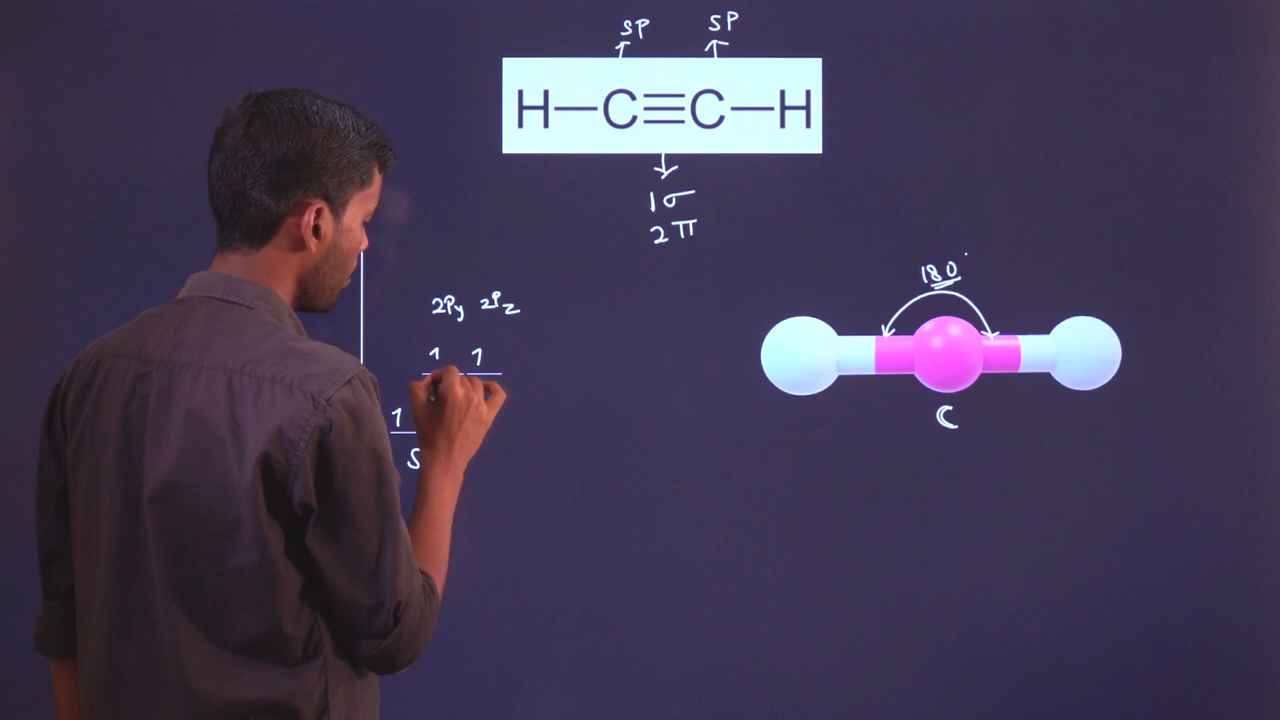 SP SP
H—C≡C—H
1σ
2π
180°
2Py 2Pz
1 1
1
S
C